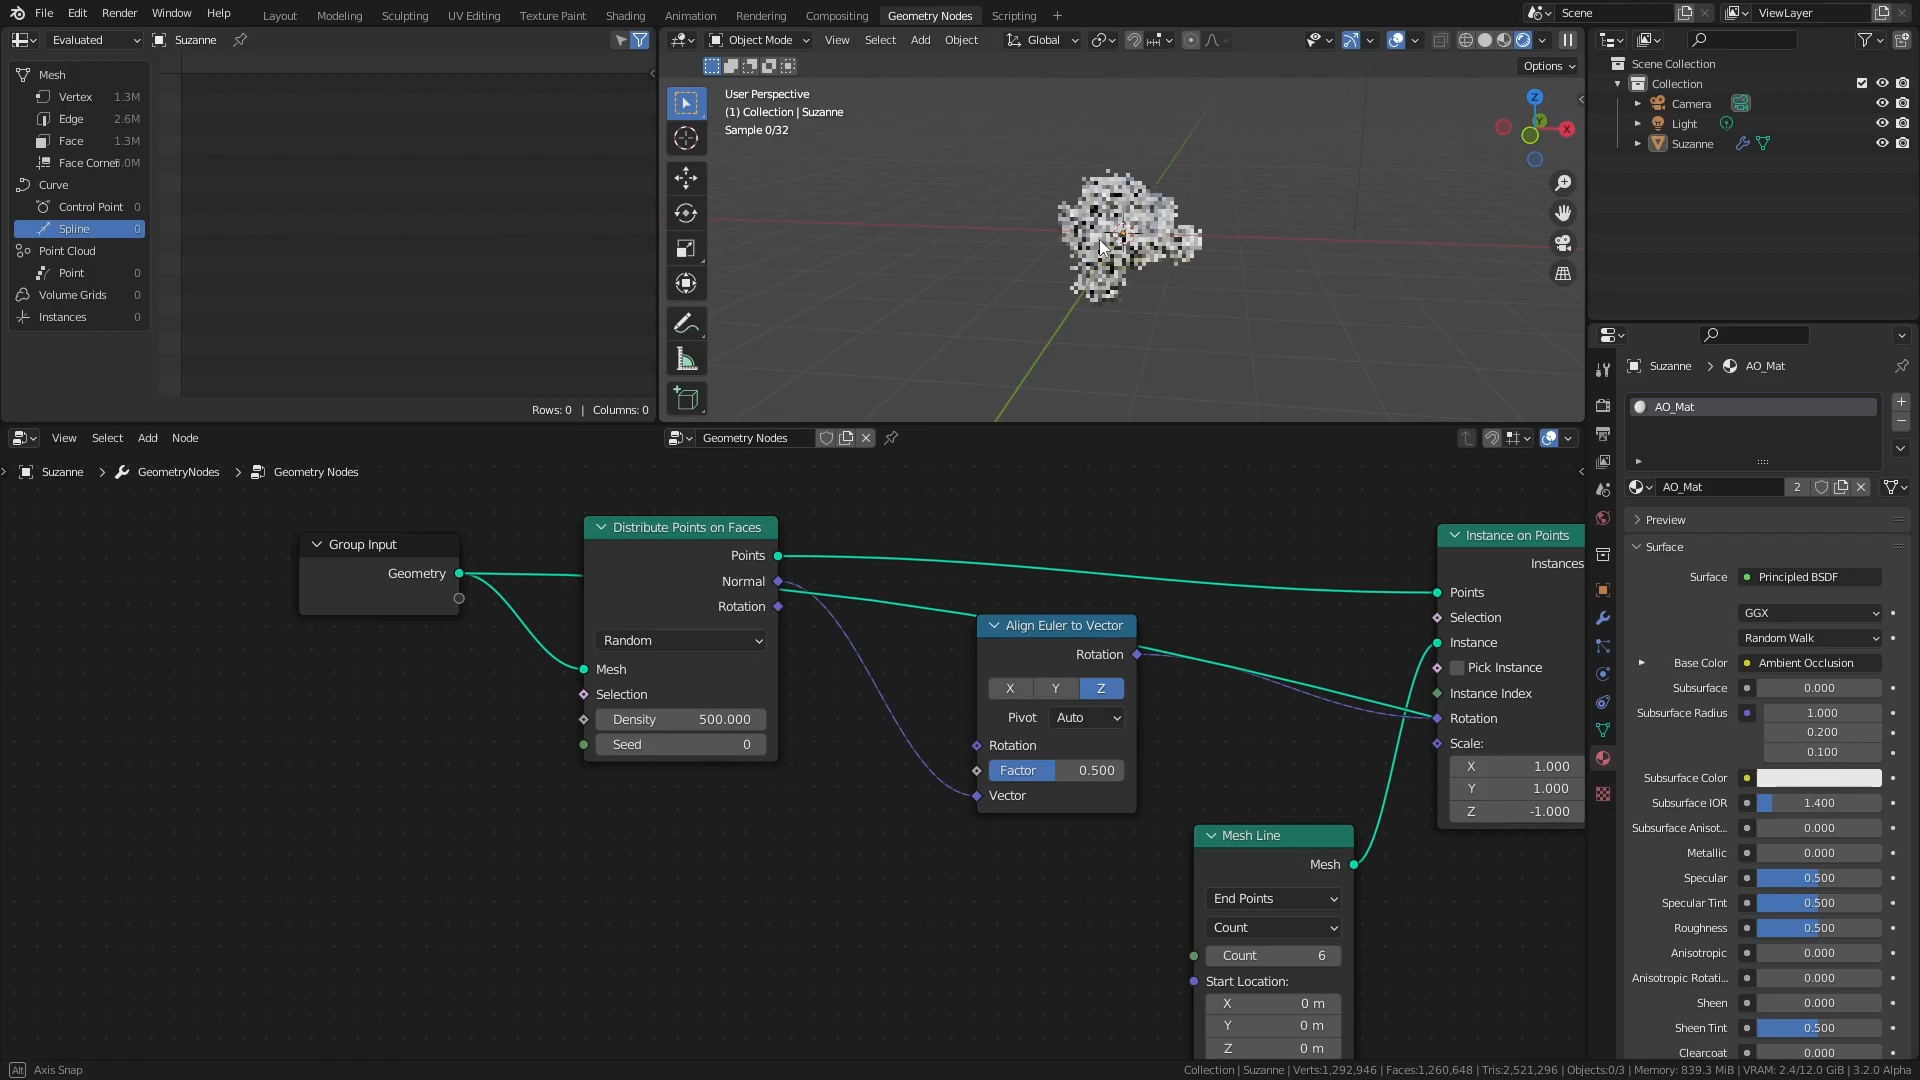 File Edit Render Window Help
Layout Modeling Sculpting UV Editing Texture Paint Shading Animation Rendering Compositing Geometry Nodes Scripting +
Scene
ViewLayer
Evaluated
Suzanne
Mesh
Vertex 1.3M
Edge 2.6M
Face 1.3M
Face Corner
Curve
Control Point 0
Spline 0
Point Cloud
Point 0
Volume Grids 0
Instances 0
Rows: 0 | Columns: 0
Object Mode View Select Add Object Global
Options
User Perspective
(1) Collection | Suzanne
Sample 0/32
Z
Y
X
Scene Collection
Collection
Camera
Light
Suzanne
View Select Add Node
Geometry Nodes
Suzanne > GeometryNodes > Geometry Nodes
Group Input
Geometry
Distribute Points on Faces
Points
Normal
Rotation
Random
Mesh
Selection
Density 500.000
Seed 0
Align Euler to Vector
Rotation
X Y Z
Pivot Auto
Rotation
Factor 0.500
Vector
Mesh Line
Mesh
End Points
Count
Count 6
Start Location:
X 0 m
Y 0 m
Z 0 m
Instance on Points
Instances
Points
Selection
Instance
Pick Instance
Instance Index
Rotation
Scale:
X 1.000
Y 1.000
Z -1.000
Suzanne > AO_Mat
AO_Mat
AO_Mat 2
Preview
Surface
Surface Principled BSDF
GGX
Random Walk
Base Color Ambient Occlusion
Subsurface 0.000
Subsurface Radius 1.000
0.200
0.100
Subsurface Color
Subsurface IOR 1.400
Subsurface Anisot... 0.000
Metallic 0.000
Specular 0.500
Specular Tint 0.500
Roughness 0.500
Anisotropic 0.000
Anisotropic Rotati... 0.000
Sheen 0.000
Sheen Tint 0.500
Clearcoat 0.000
Alt Axis Snap
Collection | Suzanne | Verts:1,292,946 | Faces:1,260,648 | Tris:2,521,296 | Objects:0/3 | Memory: 839.3 MiB | VRAM: 2.4/12.0 GiB | 3.2.0 Alpha